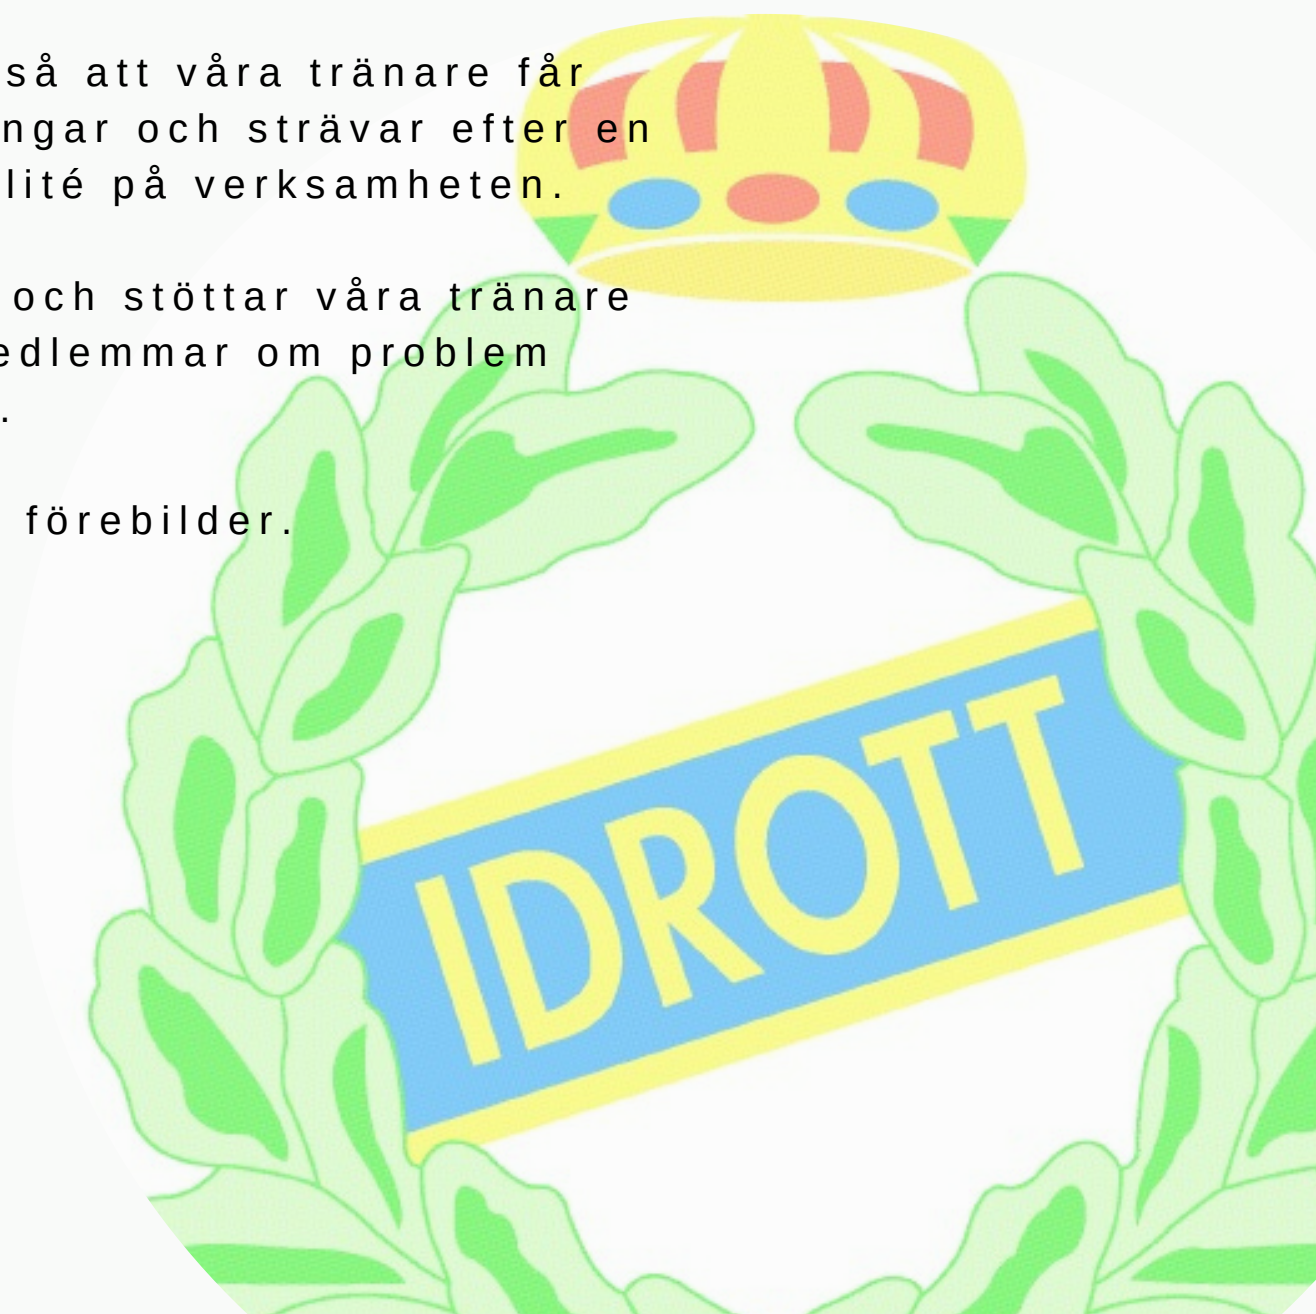 så att våra tränare får
ngar och strävar efter en
lité på verksamheten.
och stöttar våra tränare
edlemmar om problem
.
förebilder.
IDROTT